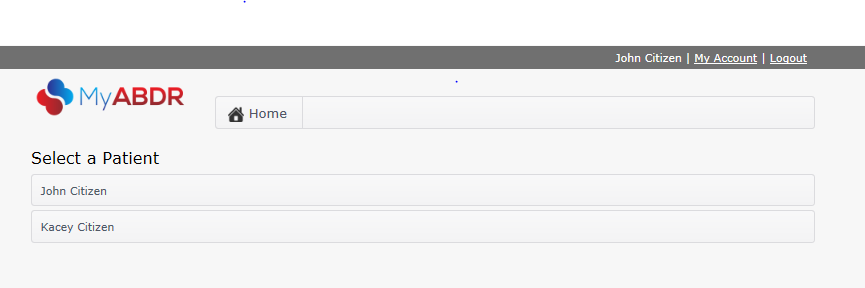 John Citizen | My Account | Logout
MyABDR
Home
Select a Patient
John Citizen
Kacey Citizen